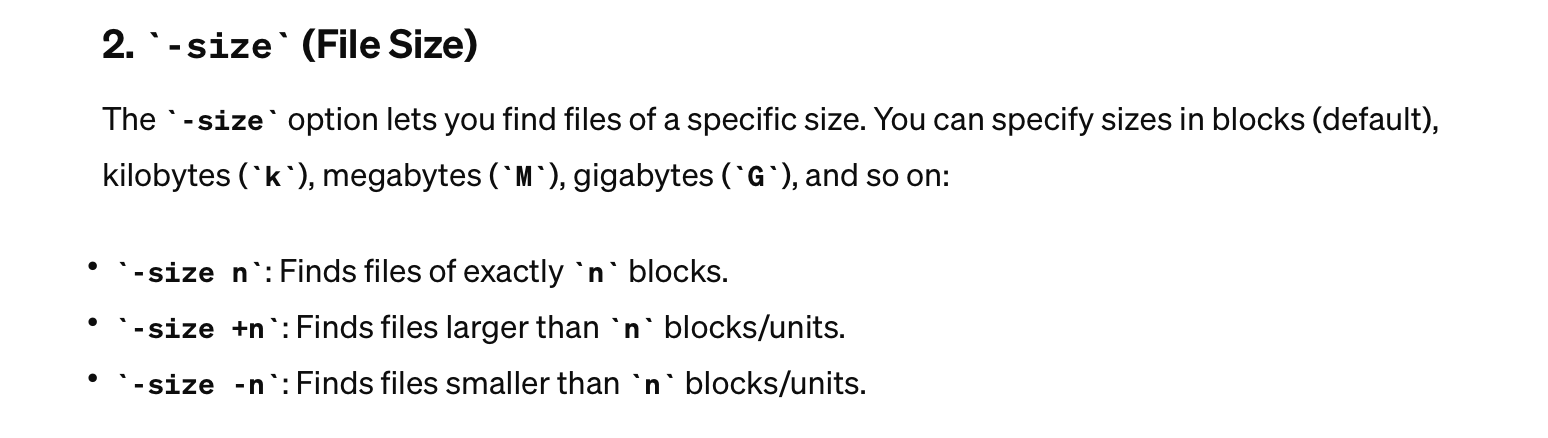 2. `-size` (File Size)
The `-size` option lets you find files of a specific size. You can specify sizes in blocks (default),
kilobytes (`k`), megabytes (`M`), gigabytes (`G`), and so on:
• `-size n`: Finds files of exactly `n` blocks.
• `-size +n`: Finds files larger than `n` blocks/units.
• `-size -n`: Finds files smaller than `n` blocks/units.